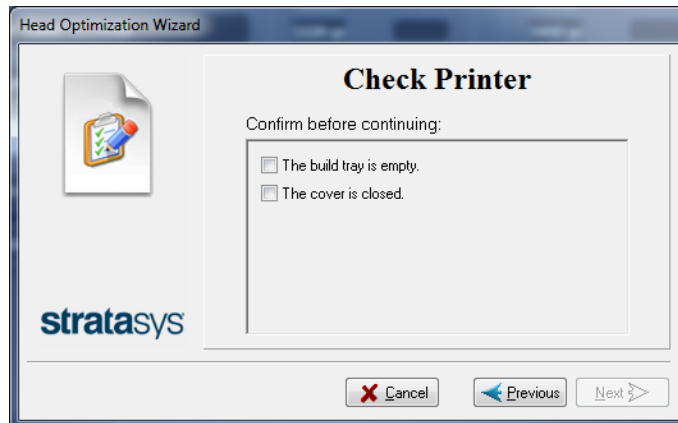 Head Optimization Wizard
Check Printer
Confirm before continuing:
The build tray is empty.
The cover is closed.
stratasys
Cancel
Previous
Next